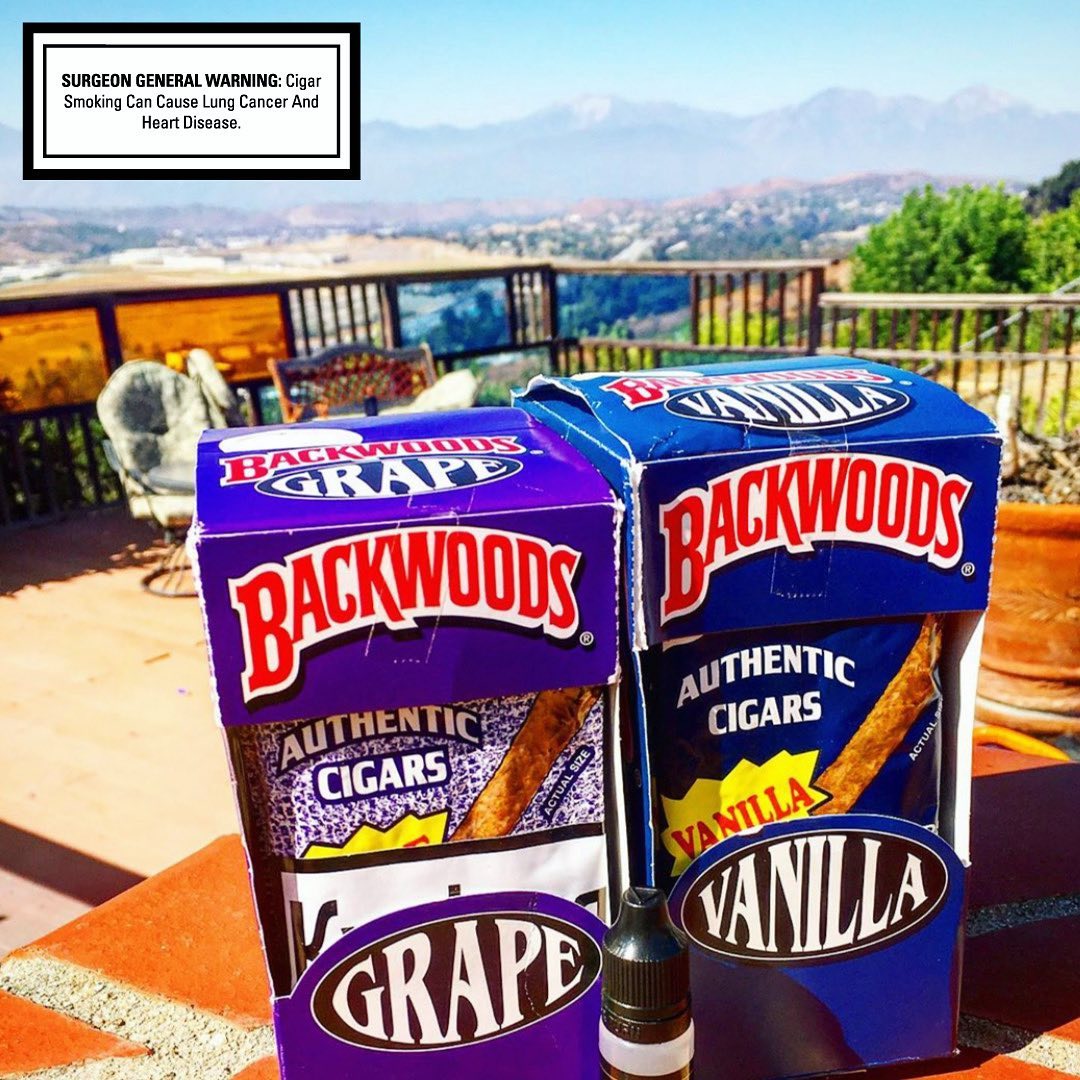 SURGEON GENERAL WARNING: Cigar
Smoking Can Cause Lung Cancer And
Heart Disease.
BACKWOODS
GRAPE
BACKWOODS®
AUTHENTIC
CIGARS
ACTUAL SIZE
GRAPE
VANILLA
BACKWOODS®
AUTHENTIC
CIGARS
ACTUAL
VANILLA
VANILLA